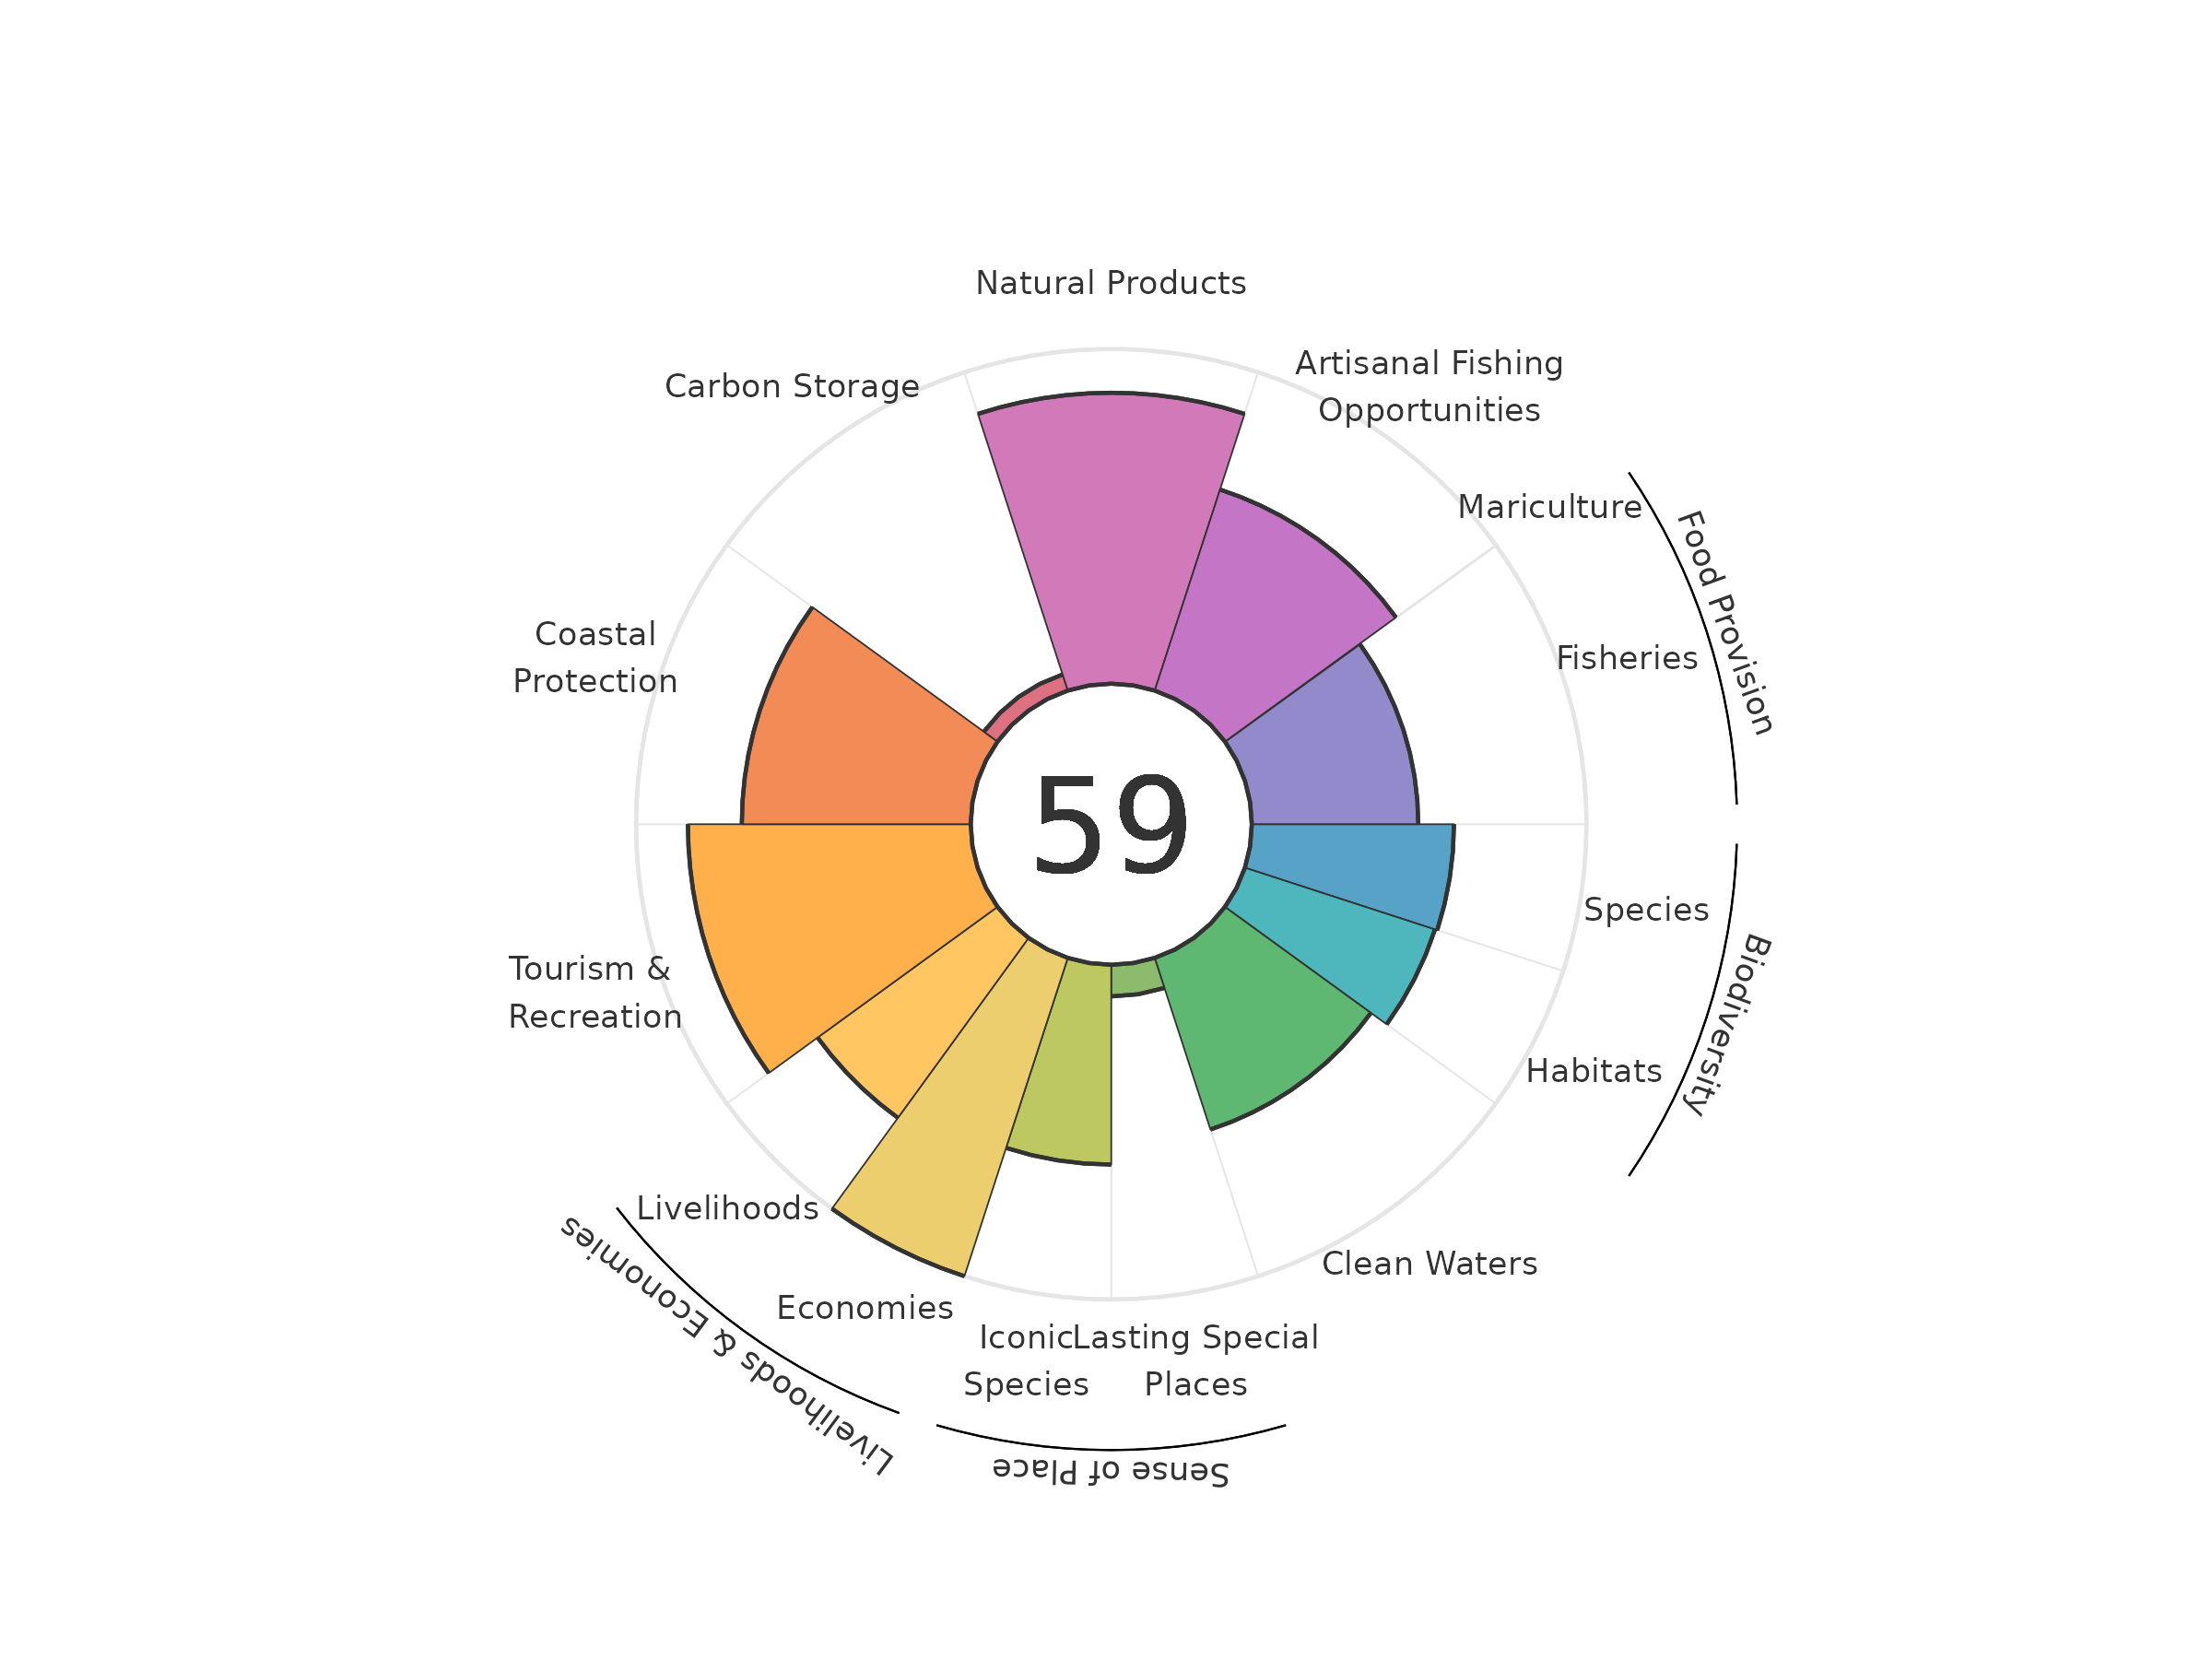 Natural Products
Artisanal Fishing
Opportunities
Carbon Storage
Mariculture
Food Provision
Fisheries
Coastal
Protection
59
Species
Biodiversity
Tourism &
Recreation
Habitats
Livelihoods
Clean Waters
Livelihoods & Economies
Economies
Iconic
Species
Lasting Special
Places
Sense of Place